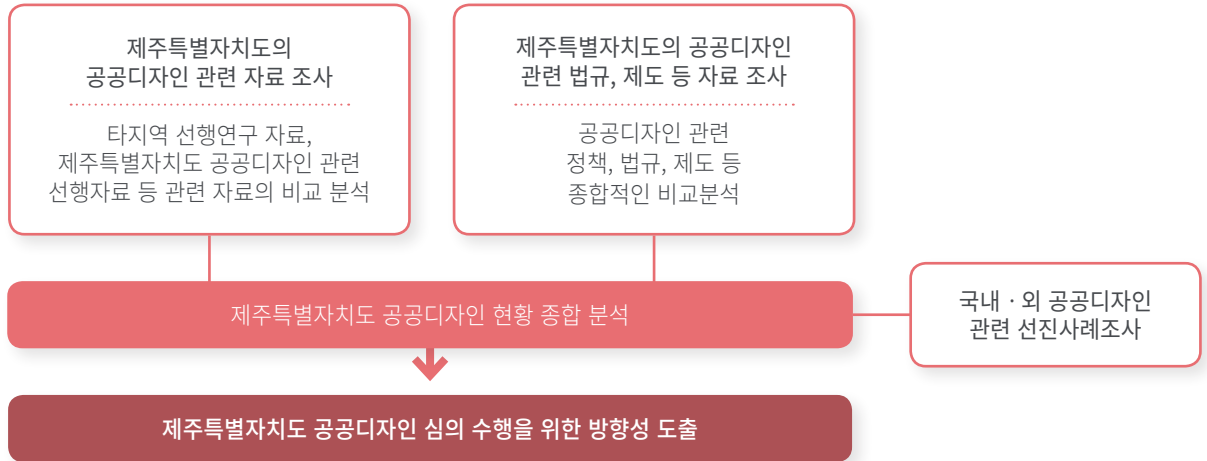 제주특별자치도의
공공디자인 관련 자료 조사
타지역 선행연구 자료,
제주특별자치도 공공디자인 관련
선행자료 등 관련 자료의 비교 분석
제주특별자치도의 공공디자인
관련 법규, 제도 등 자료 조사
공공디자인 관련
정책, 법규, 제도 등
종합적인 비교분석
제주특별자치도 공공디자인 현황 종합 분석
국내 · 외 공공디자인
관련 선진사례조사
제주특별자치도 공공디자인 심의 수행을 위한 방향성 도출